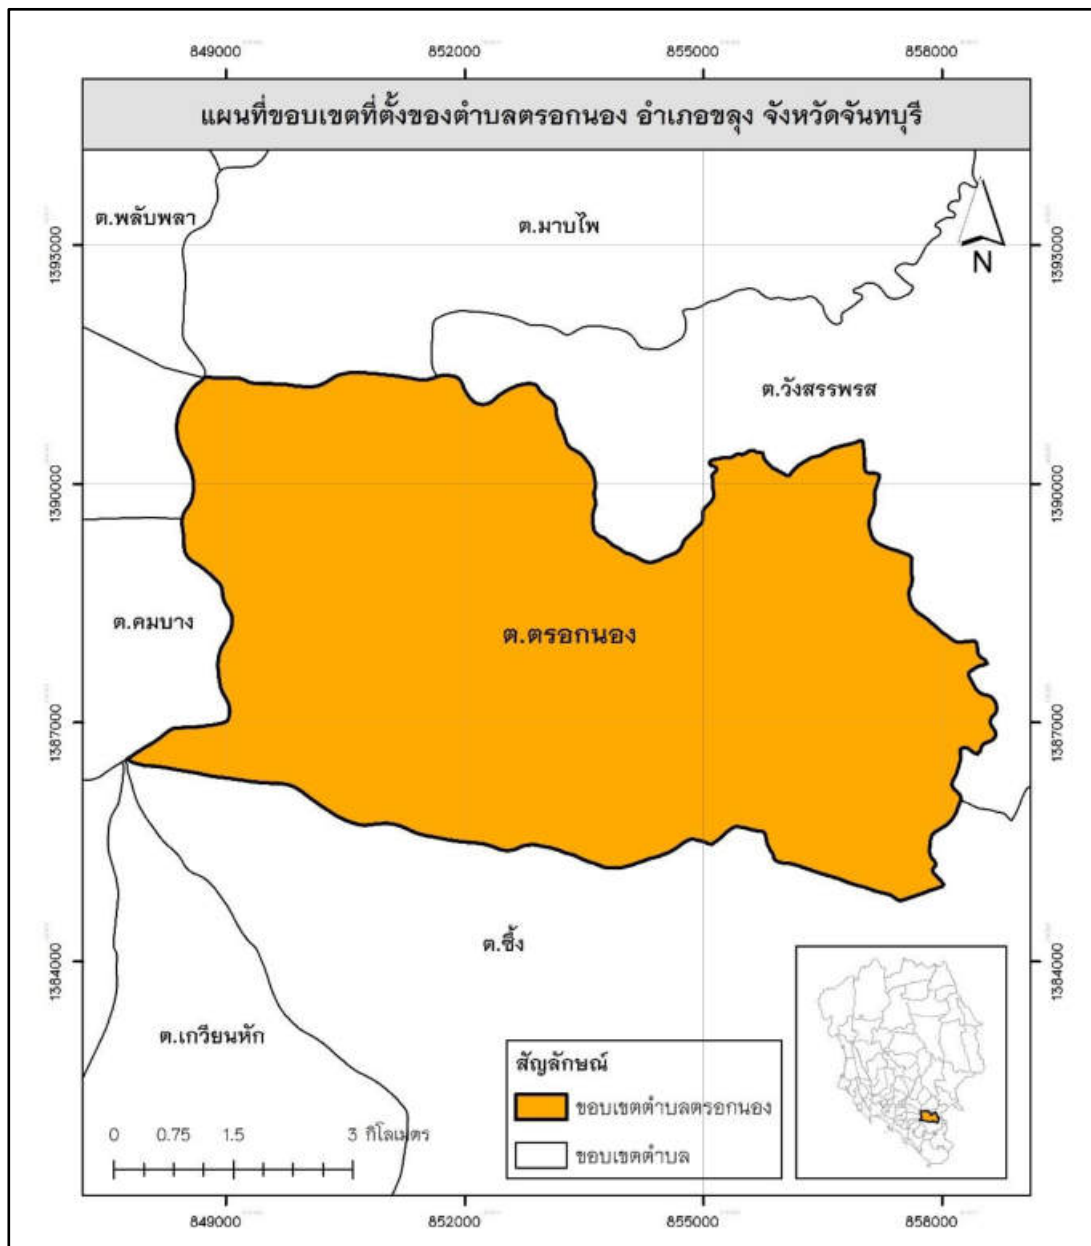 849000 852000 855000 858000
แผนที่ขอบเขตที่ตั้งของตำบลตรอกนอง อำเภอขลุง จังหวัดจันทบุรี
ต.พลับพลา
ต.มาบไพ
1393000 1393000
N
ต.วังสรรพรส
1390000 1390000
ต.คมบาง
ต.ตรอกนอง
1387000 1387000
ต.ซึ้ง
1384000 1384000
ต.เกวียนหัก
สัญลักษณ์
ขอบเขตตำบลตรอกนอง
ขอบเขตตำบล
0 0.75 1.5 3 กิโลเมตร
849000 852000 855000 858000